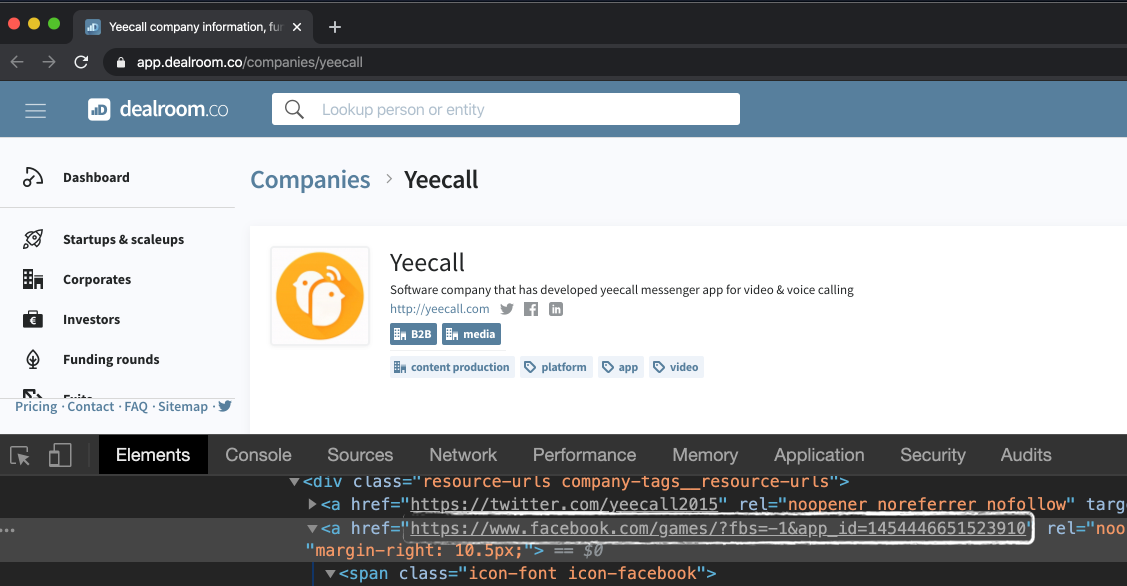 Yeecall company information, fur
app.dealroom.co/companies/yeecall
dealroom.co
Lookup person or entity
Dashboard
Companies > Yeecall
Startups & scaleups
Corporates
Investors
Funding rounds
Pricing · Contact · FAQ · Sitemap ·
Yeecall
Software company that has developed yeecall messenger app for video & voice calling
http://yeecall.com
B2B media
content production platform app video
Elements Console Sources Network Performance Memory Application Security Audits
▼<div class="resource-urls company-tags__resource-urls">
▶<a href="https://twitter.com/yeecall2015" rel="noopener noreferrer nofollow" targ
▼<a href="https://www.facebook.com/games/?fbs=-1&app_id=1454446651523910" rel="noo
"margin-right: 10.5px;"> == $0
▼<span class="icon-font icon-facebook">